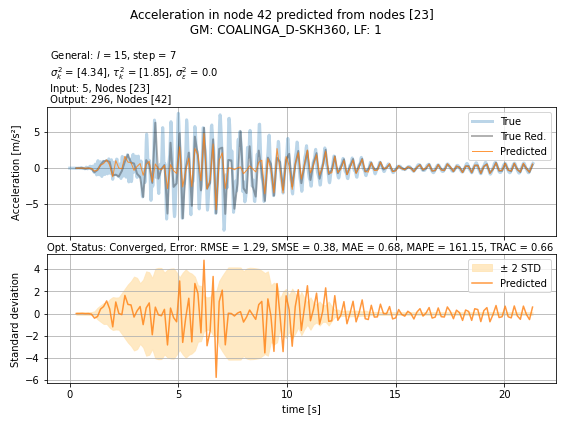 Acceleration in node 42 predicted from nodes [23]
GM: COALINGA_D-SKH360, LF: 1
General: l = 15, step = 7
σ²ₖ = [4.34], τ²ₖ = [1.85], σ²ε = 0.0
Input: 5, Nodes [23]
Output: 296, Nodes [42]
Acceleration [m/s²]
5
0
−5
True
True Red.
Predicted
Opt. Status: Converged, Error: RMSE = 1.29, SMSE = 0.38, MAE = 0.68, MAPE = 161.15, TRAC = 0.66
Standard deviation
4
2
0
−2
−4
−6
± 2 STD
Predicted
0 5 10 15 20
time [s]